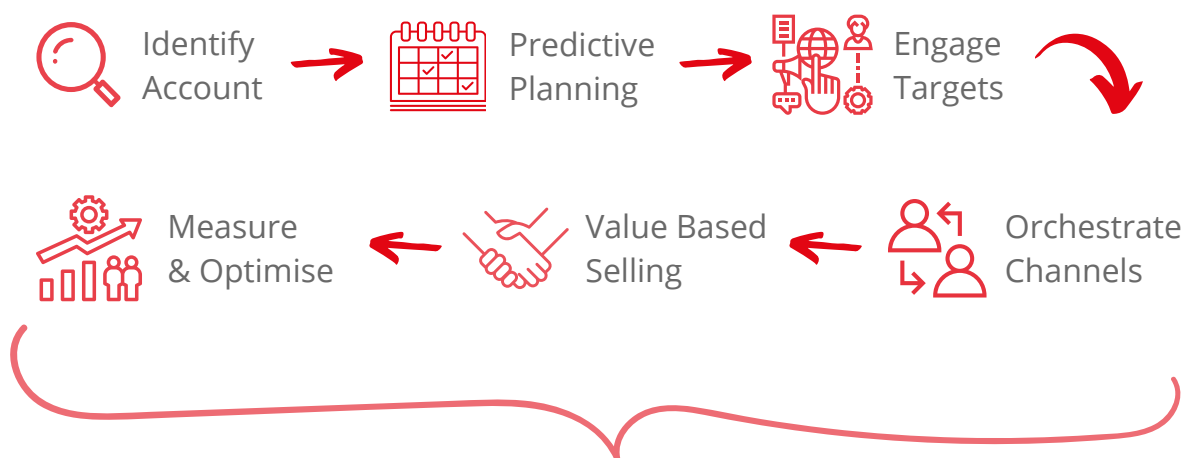 Identify
Account
Predictive
Planning
Engage
Targets
Orchestrate
Channels
Value Based
Selling
Measure
& Optimise